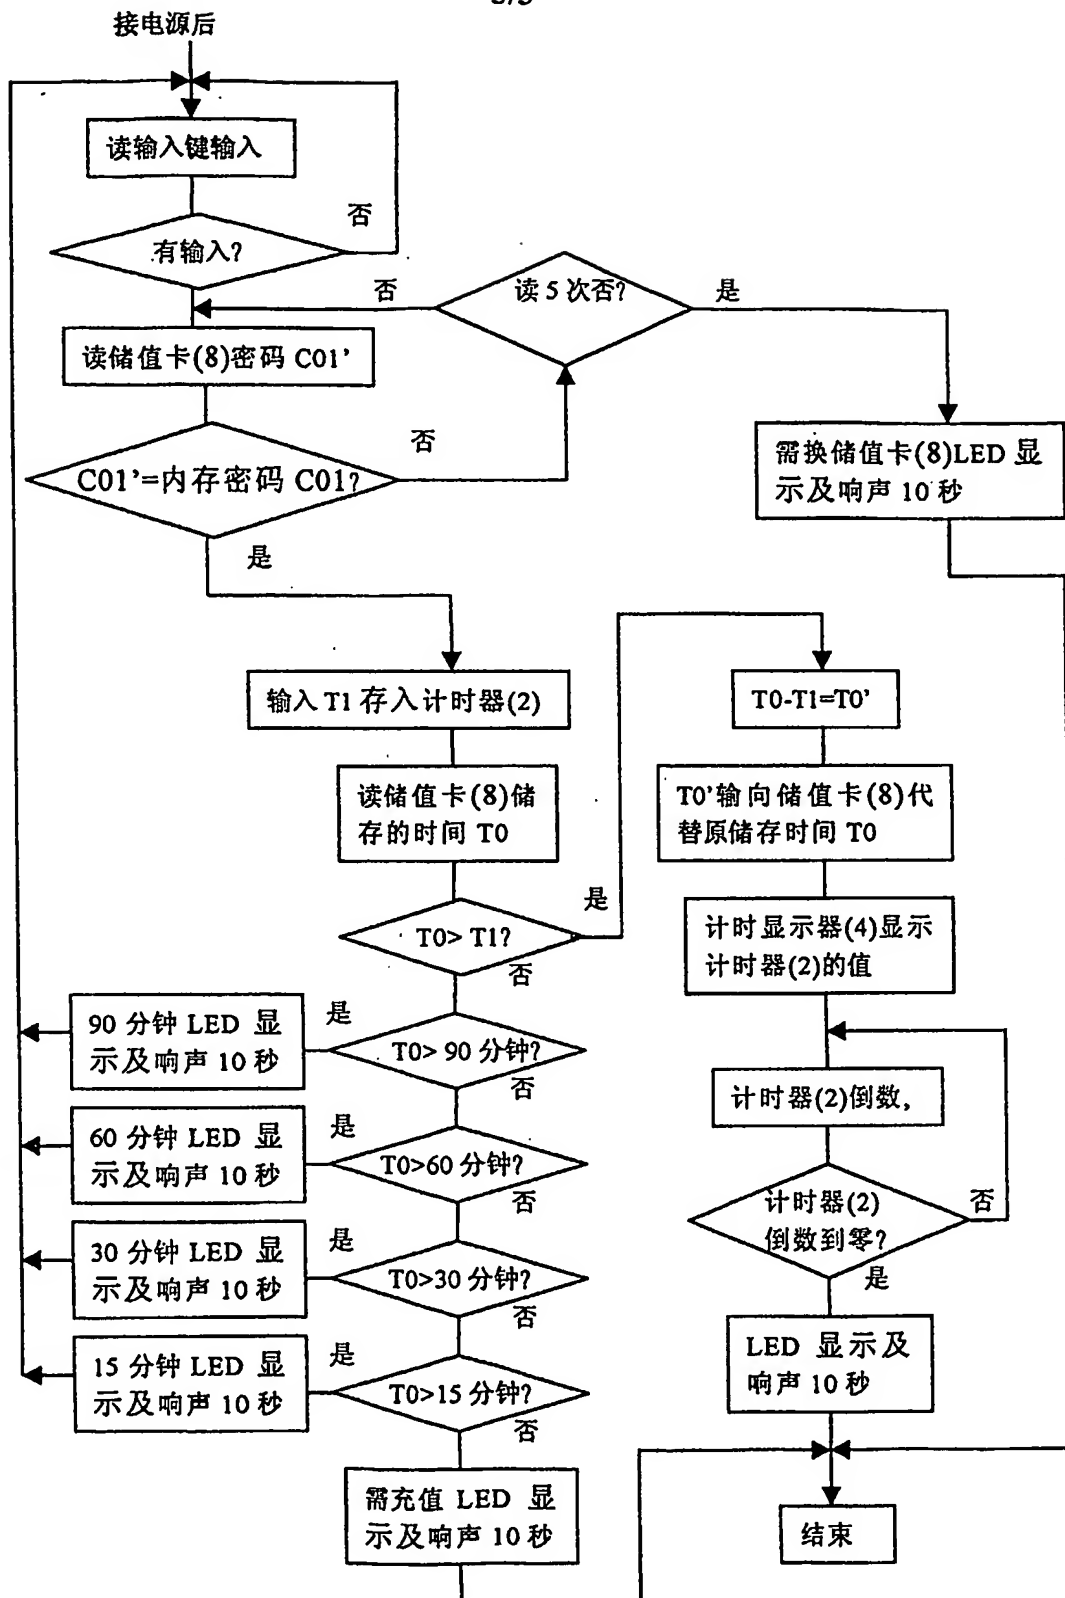 接电源后
读输入键输入
否
有输入?
读 5 次否?
否
是
读储值卡(8)密码 C01’
否
C01’=内存密码 C01?
需换储值卡(8)LED 显
示及响声 10 秒
是
输入 T1 存入计时器(2)
T0-T1=T0’
读储值卡(8)储
存的时间 T0
T0’输向储值卡(8)代
替原储存时间 T0
是
T0> T1?
否
计时显示器(4)显示
计时器(2)的值
90 分钟 LED 显
示及响声 10 秒
是
T0> 90 分钟?
否
计时器(2)倒数,
60 分钟 LED 显
示及响声 10 秒
是
T0>60 分钟?
否
计时器(2)
倒数到零?
否
是
30 分钟 LED 显
示及响声 10 秒
是
T0>30 分钟?
否
LED 显示及
响声 10 秒
15 分钟 LED 显
示及响声 10 秒
是
T0>15 分钟?
否
需充值 LED 显
示及响声 10 秒
结束